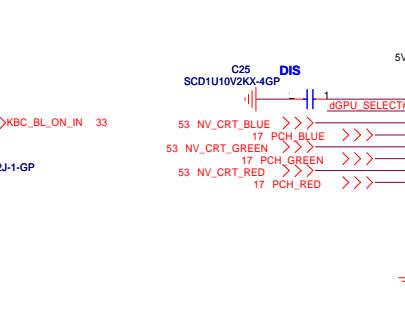 5V
C25 DIS
SCD1U10V2KX-4GP
1
dGPU_SELECT#
KBC_BL_ON_IN 33
53 NV_CRT_BLUE
17 PCH_BLUE
53 NV_CRT_GREEN
17 PCH_GREEN
2J-1-GP
53 NV_CRT_RED
17 PCH_RED